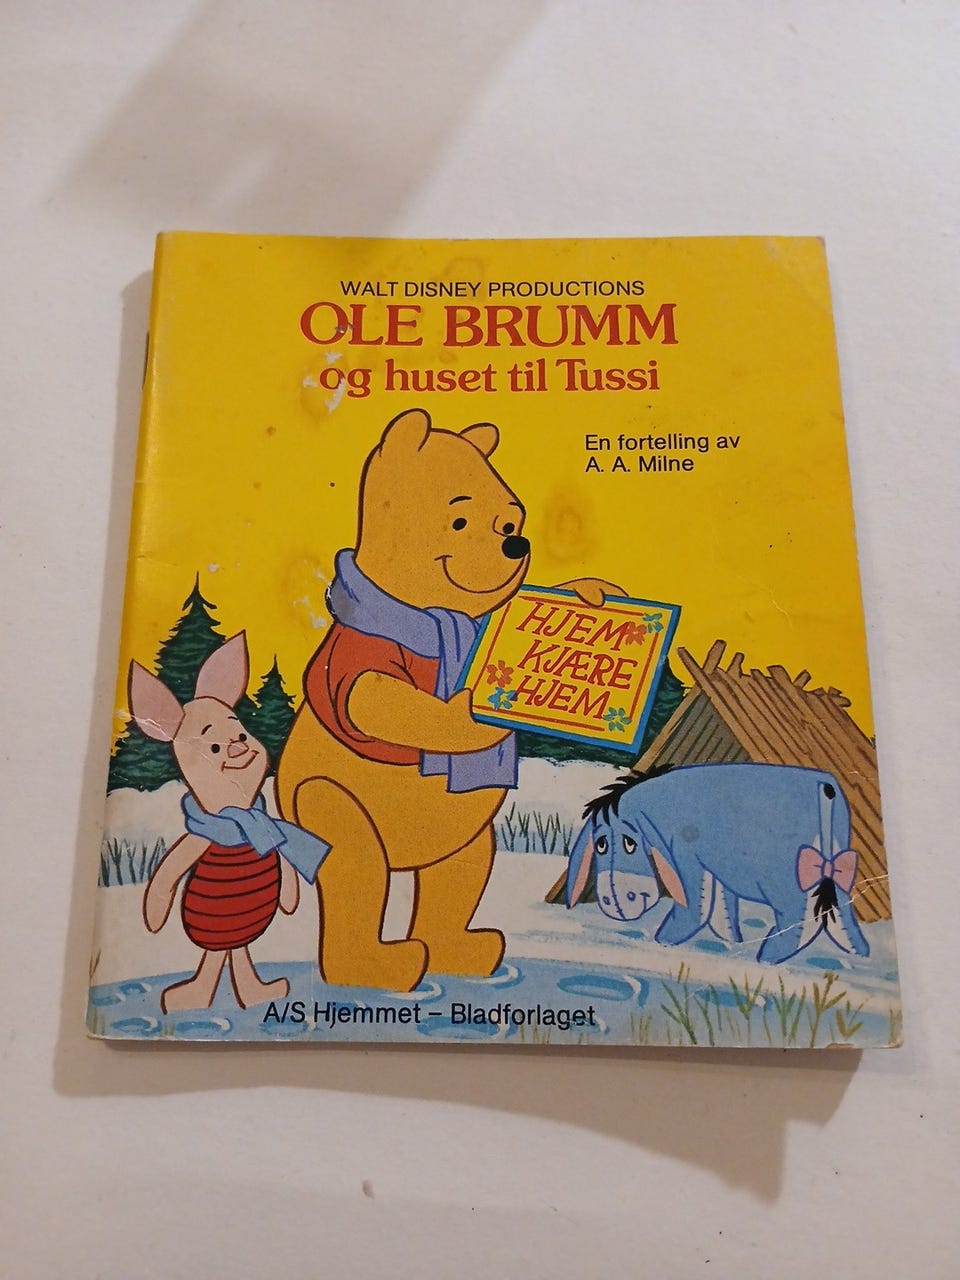 WALT DISNEY PRODUCTIONS
OLE BRUMM
og huset til Tussi
En fortelling av
A. A. Milne
HJEM
KJÆRE
HJEM
A/S Hjemmet – Bladforlaget